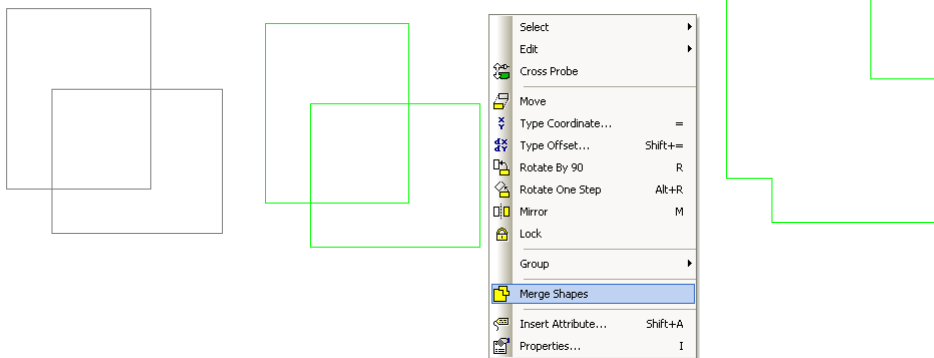 Select
Edit
Cross Probe
Move
Type Coordinate... =
Type Offset... Shift+=
Rotate By 90 R
Rotate One Step Alt+R
Mirror M
Lock
Group
Merge Shapes
Insert Attribute... Shift+A
Properties... I